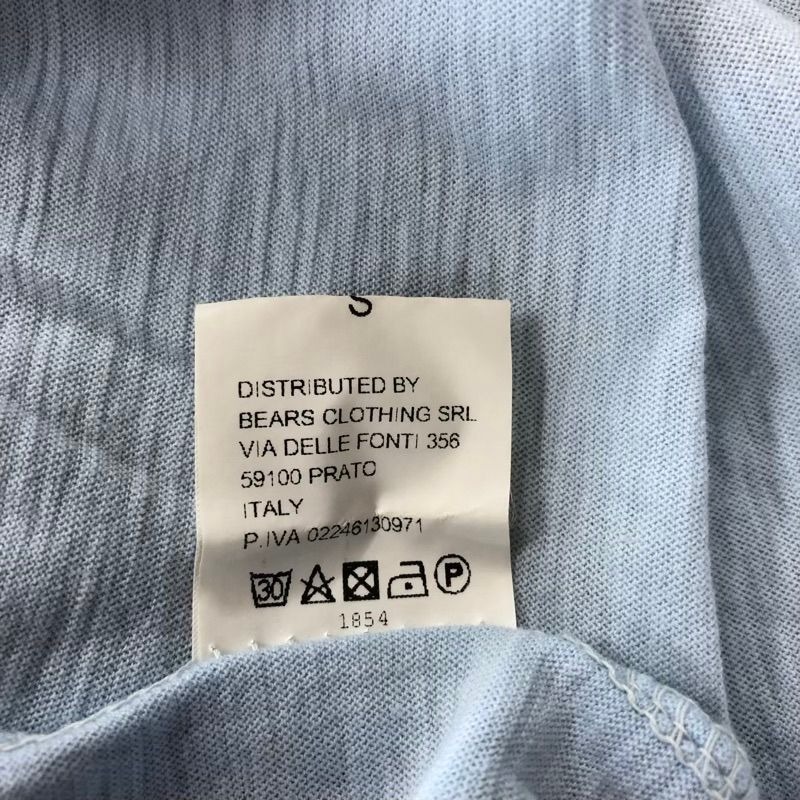 S
DISTRIBUTED BY
BEARS CLOTHING SRL
VIA DELLE FONTI 356
59100 PRATO
ITALY
P.IVA 02246130971
30 P
1854